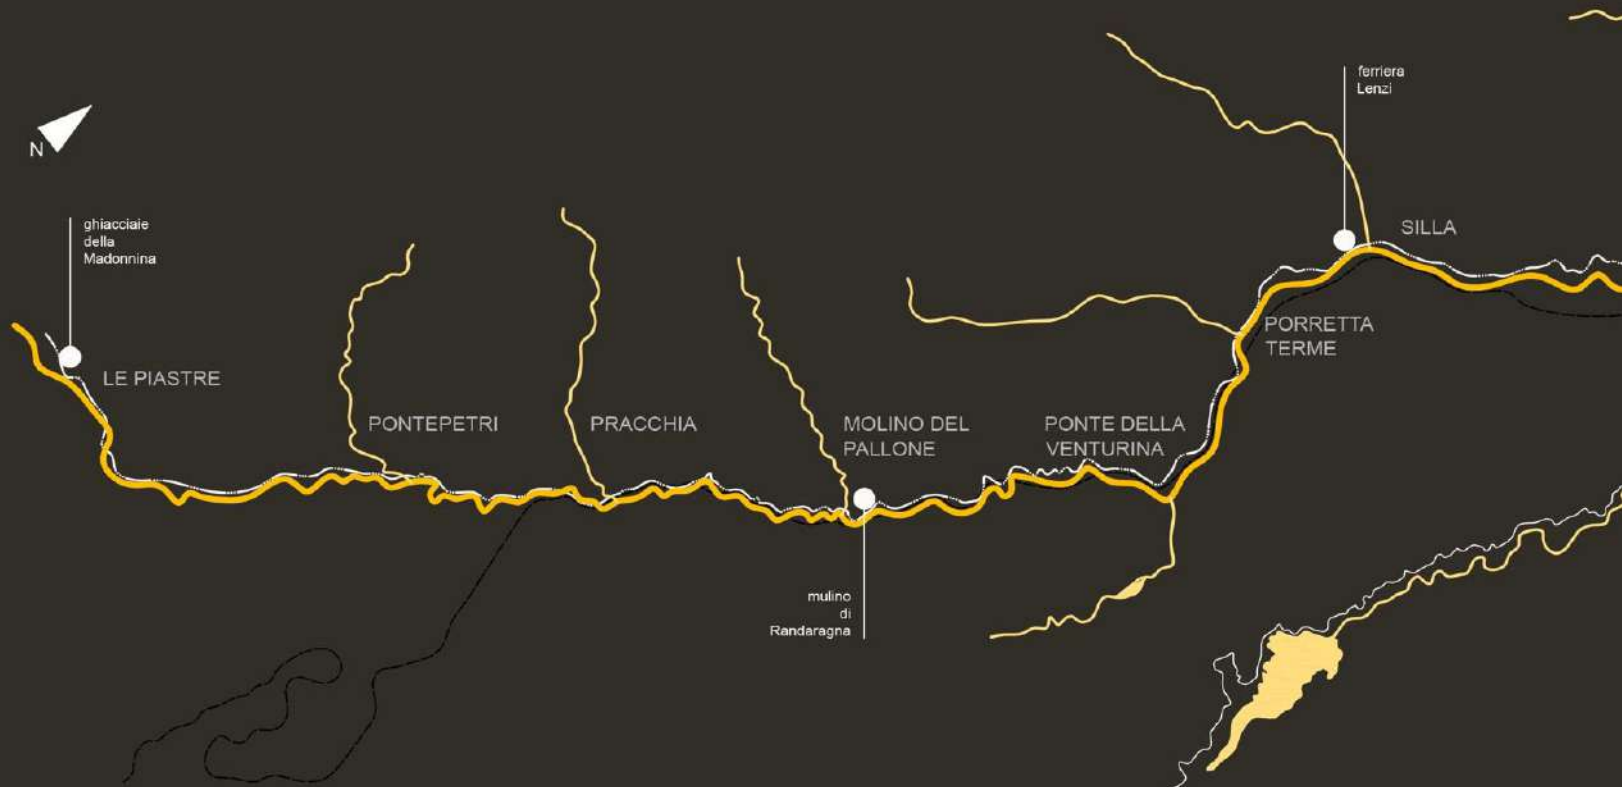 ferriera
Lenzi
N
ghiacciaie
della
Madonnina
SILLA
PORRETTA
TERME
LE PIASTRE
PONTEPETRI
PRACCHIA
MOLINO DEL
PALLONE
PONTE DELLA
VENTURINA
mulino
di
Randaragna